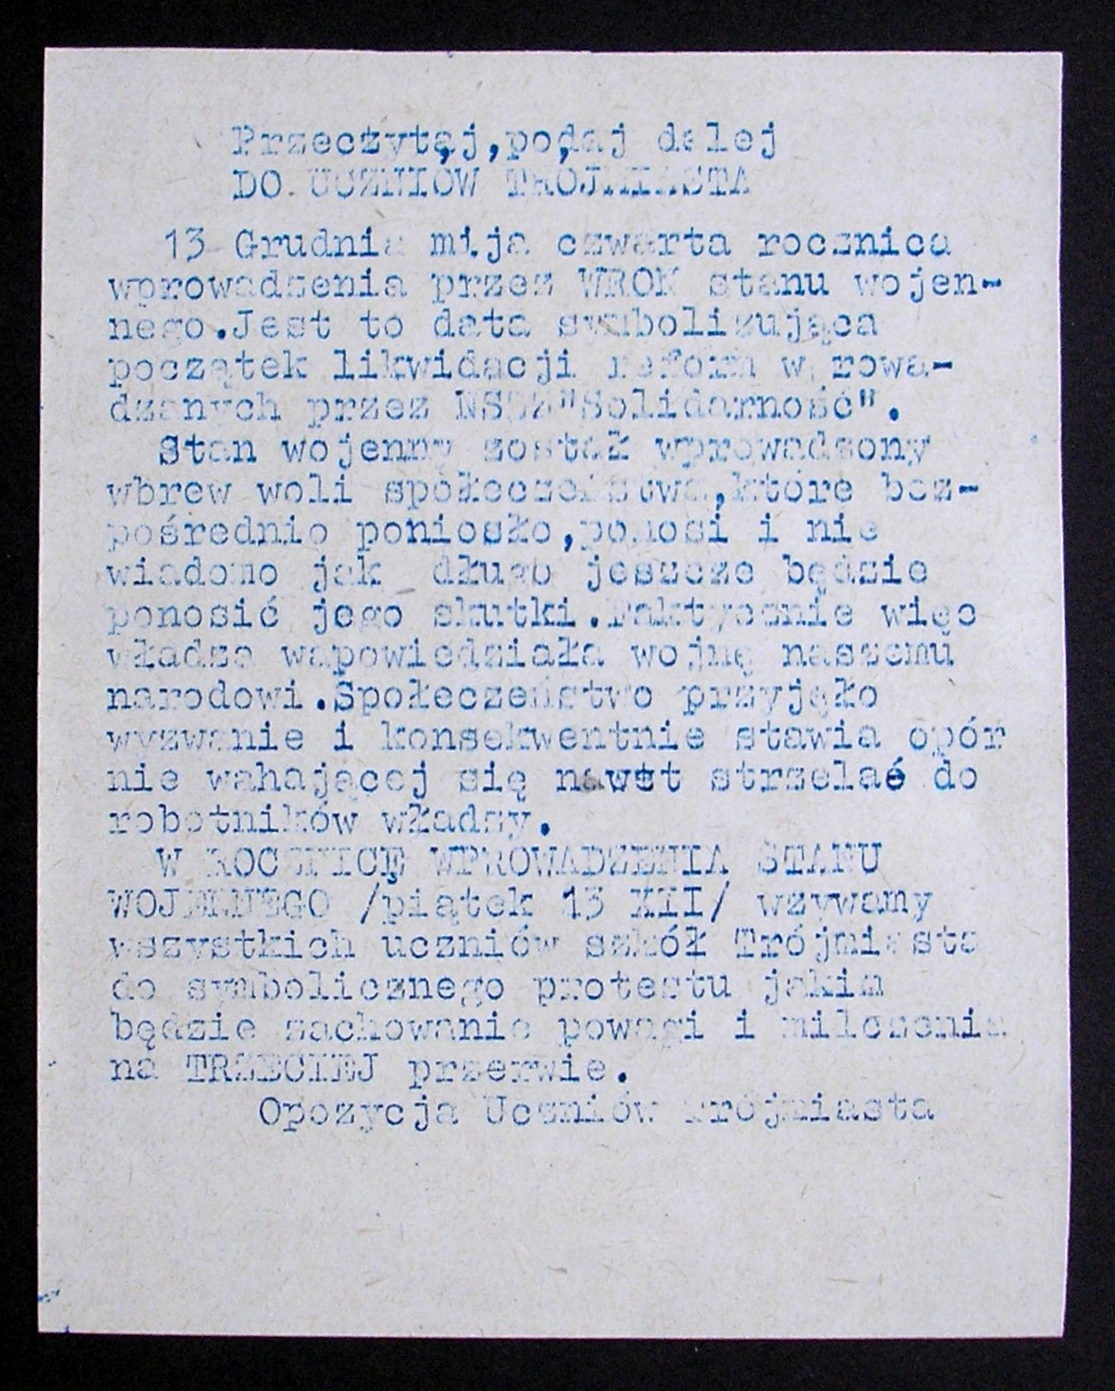 Przeczytaj,podaj dalej
DO UCZNIÓW TRÓJMIASTA
13 Grudnia mija czwarta rocznica
wprowadzenia przez WRON stanu wojen-
nego.Jest to data symbolizująca
początek likwidacji reform wprowa-
dzanych przez NSZZ"Solidarność".
Stan wojenny został wprowadzony
wbrew woli społeczeństwa,które bez-
pośrednio poniosło,ponosi i nie
wiadomo jak długo jeszcze będzie
ponosić jego skutki.Faktycznie więc
władza wapowiedziała wojnę naszemu
narodowi.Społeczeństwo przyjęło
wyzwanie i konsekwentnie stawia opór
nie wahającej się nawet strzelać do
robotników władzy.
W ROCZNICĘ WPROWADZENIA STANU
WOJENNEGO /piątek 13 XII/ wzywamy
wszystkich uczniów szkół Trójmiasta
do symbolicznego protestu jakim
będzie zachowanie powagi i milczenia
na TRZECIEJ przerwie.
Opozycja Uczniów Trójmiasta